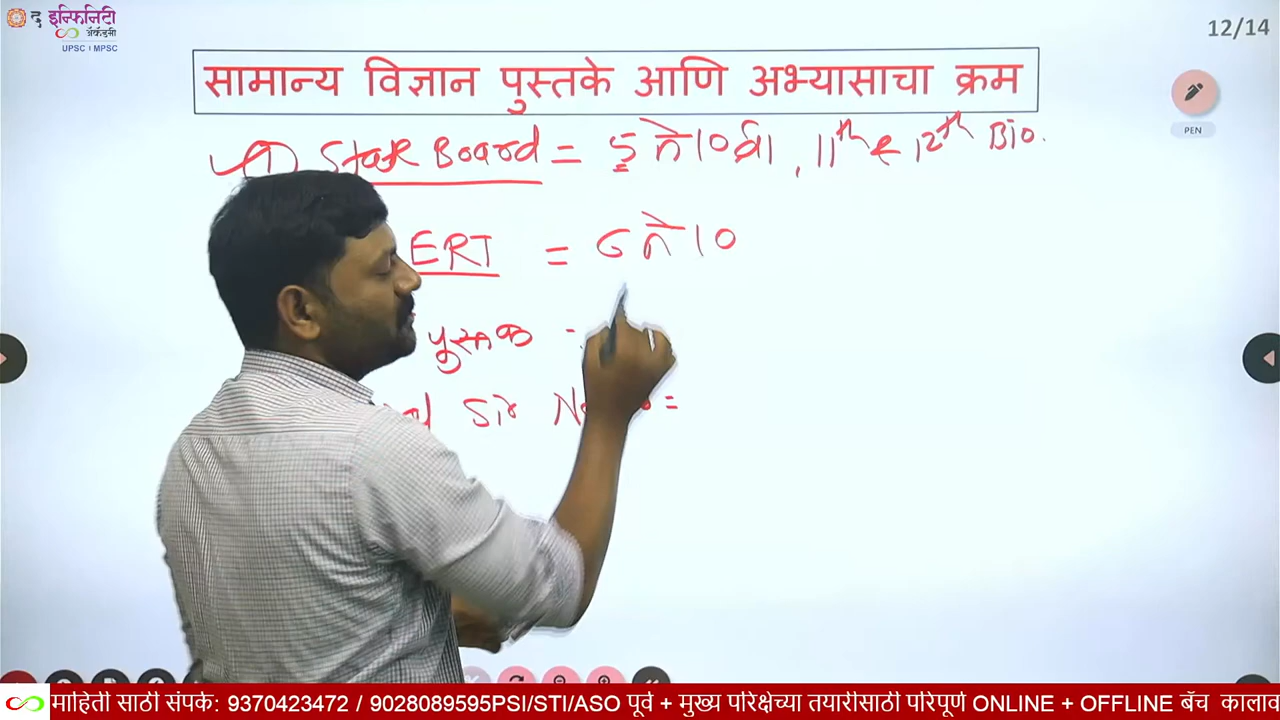 द इन्फिनिटी
ॲकॅडमी
UPSC । MPSC
12/14
सामान्य विज्ञान पुस्तके आणि अभ्यासाचा क्रम
PEN
State Board = 5 ते 10वी, 11th & 12th Bio.
ERT = 6 ते 10
पुस्तक
Sir
माहिती साठी संपर्क: 9370423472 / 9028089595PSI/STI/ASO पूर्व + मुख्य परिक्षेच्या तयारीसाठी परिपूर्ण ONLINE + OFFLINE बॅच कालाव